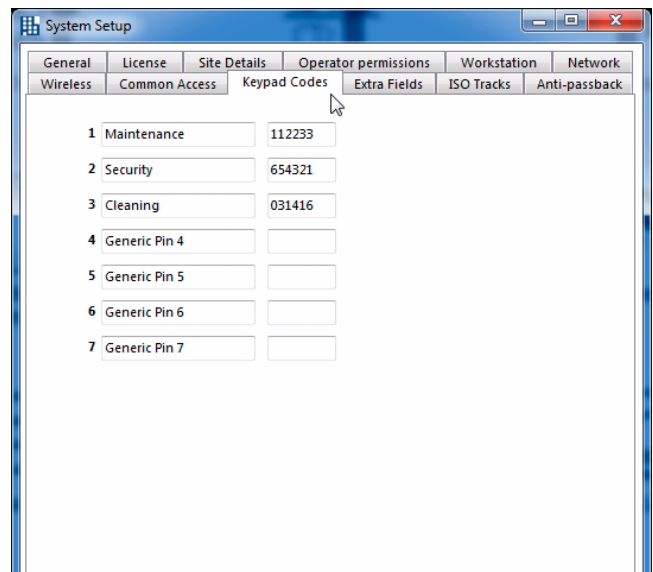 System Setup
General License Site Details Operator permissions Workstation Network
Wireless Common Access Keypad Codes Extra Fields ISO Tracks Anti-passback
1 Maintenance 112233
2 Security 654321
3 Cleaning 031416
4 Generic Pin 4
5 Generic Pin 5
6 Generic Pin 6
7 Generic Pin 7